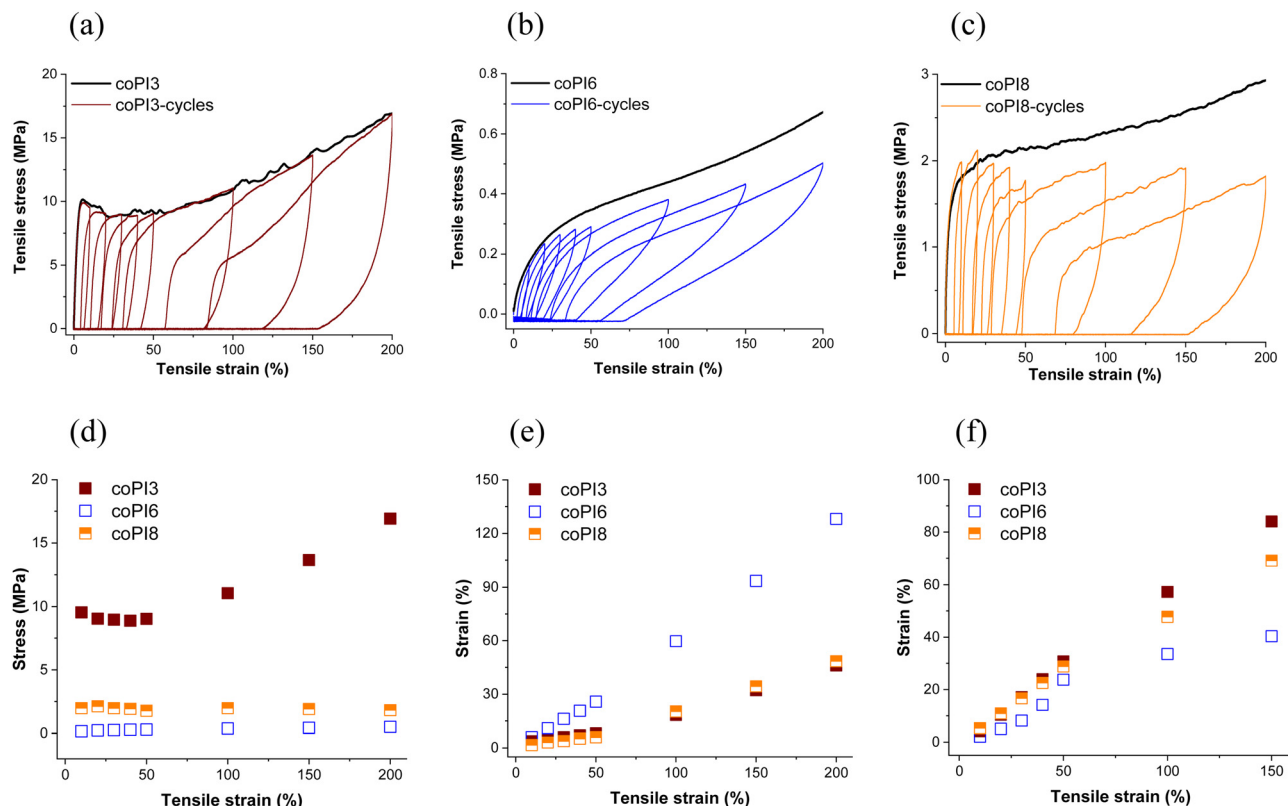 (a)
(b)
(c)
coPI3
coPI3-cycles
Tensile stress (MPa)
20
15
10
5
0
0 50 100 150 200
Tensile strain (%)
coPI6
coPI6-cycles
Tensile stress (MPa)
0.8
0.6
0.4
0.2
0.0
0 50 100 150 200
Tensile strain (%)
coPI8
coPI8-cycles
Tensile stress (MPa)
3
2
1
0
0 50 100 150 200
Tensile strain (%)
(d)
(e)
(f)
coPI3
coPI6
coPI8
Stress (MPa)
20
15
10
5
0
0 50 100 150 200
Tensile strain (%)
coPI3
coPI6
coPI8
Strain (%)
150
120
90
60
30
0
0 50 100 150 200
Tensile strain (%)
coPI3
coPI6
coPI8
Strain (%)
100
80
60
40
20
0
0 50 100 150
Tensile strain (%)